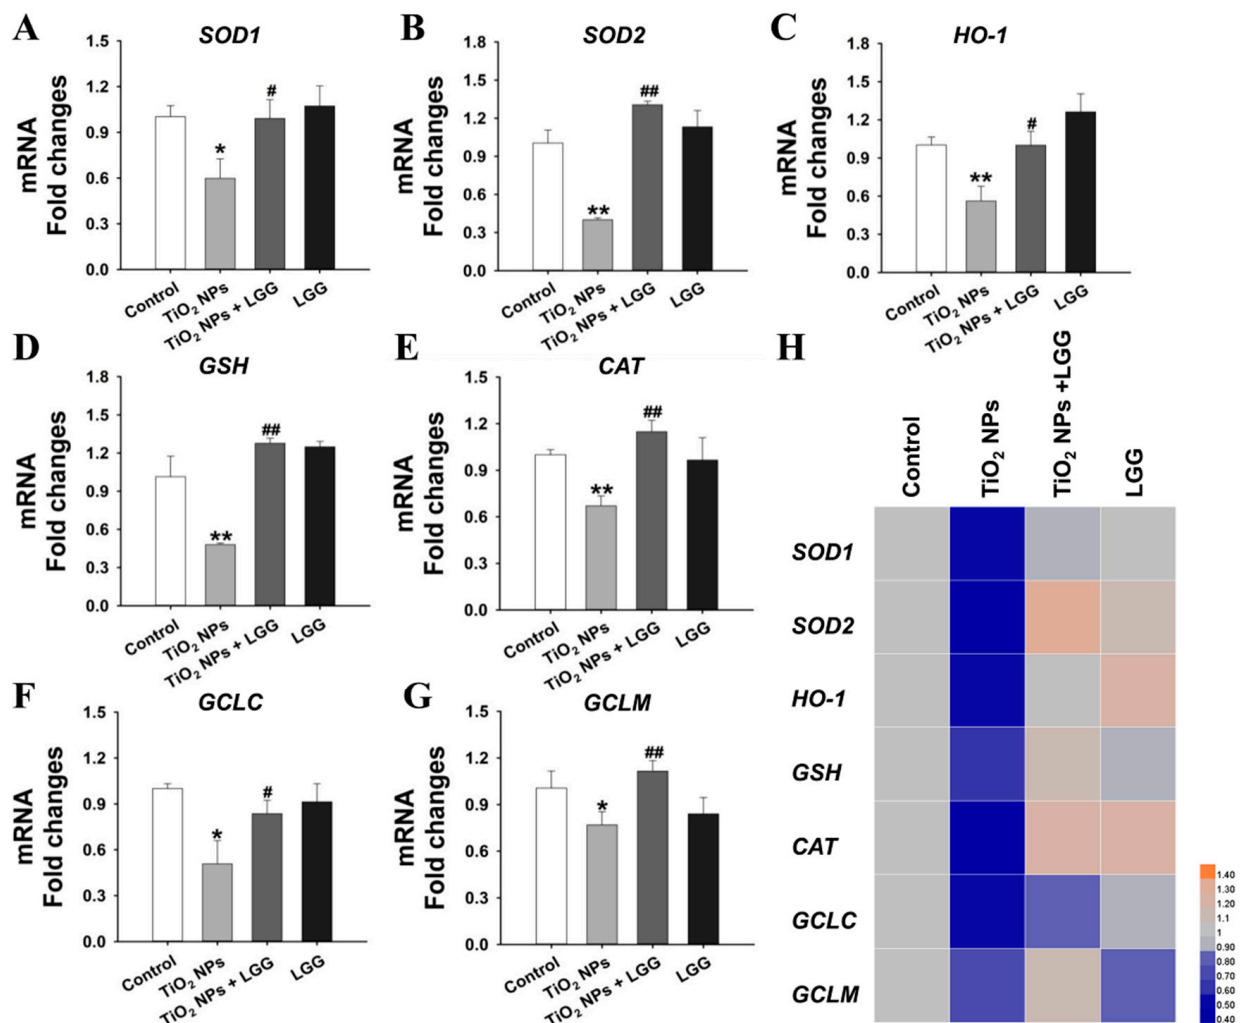 A
SOD1
mRNA
Fold changes
1.5
1.2
0.9
0.6
0.3
0.0
*
#
Control
TiO2 NPs
TiO2 NPs + LGG
LGG
B
SOD2
mRNA
Fold changes
1.8
1.5
1.2
0.9
0.6
0.3
0.0
**
##
Control
TiO2 NPs
TiO2 NPs + LGG
LGG
C
HO-1
mRNA
Fold changes
1.8
1.5
1.2
0.9
0.6
0.3
0.0
**
#
Control
TiO2 NPs
TiO2 NPs + LGG
LGG
D
GSH
mRNA
Fold changes
1.8
1.5
1.2
0.9
0.6
0.3
0.0
**
##
Control
TiO2 NPs
TiO2 NPs + LGG
LGG
E
CAT
mRNA
Fold changes
1.5
1.2
0.9
0.6
0.3
0.0
**
##
Control
TiO2 NPs
TiO2 NPs + LGG
LGG
F
GCLC
mRNA
Fold changes
1.5
1.2
0.9
0.6
0.3
0.0
*
#
Control
TiO2 NPs
TiO2 NPs + LGG
LGG
G
GCLM
mRNA
Fold changes
1.5
1.2
0.9
0.6
0.3
0.0
*
##
Control
TiO2 NPs
TiO2 NPs + LGG
LGG
H
Control
TiO2 NPs
TiO2 NPs +LGG
LGG
SOD1
SOD2
HO-1
GSH
CAT
GCLC
GCLM
1.40
1.30
1.20
1.1
1
0.90
0.80
0.70
0.60
0.50
0.40